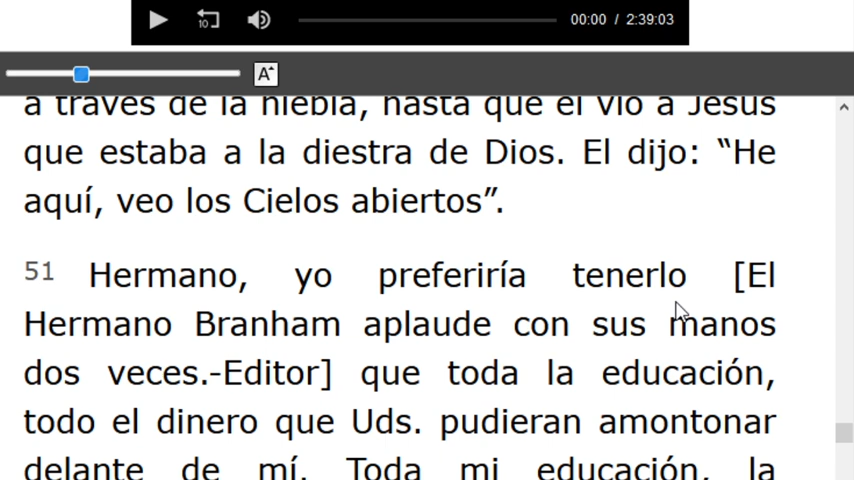 10
00:00 / 2:39:03
A
a través de la niebla, hasta que él vio a Jesús
que estaba a la diestra de Dios. El dijo: “He
aquí, veo los Cielos abiertos”.
51 Hermano, yo preferiría tenerlo [El
Hermano Branham aplaude con sus manos
dos veces.-Editor] que toda la educación,
todo el dinero que Uds. pudieran amontonar
delante de mí. Toda mi educación, la